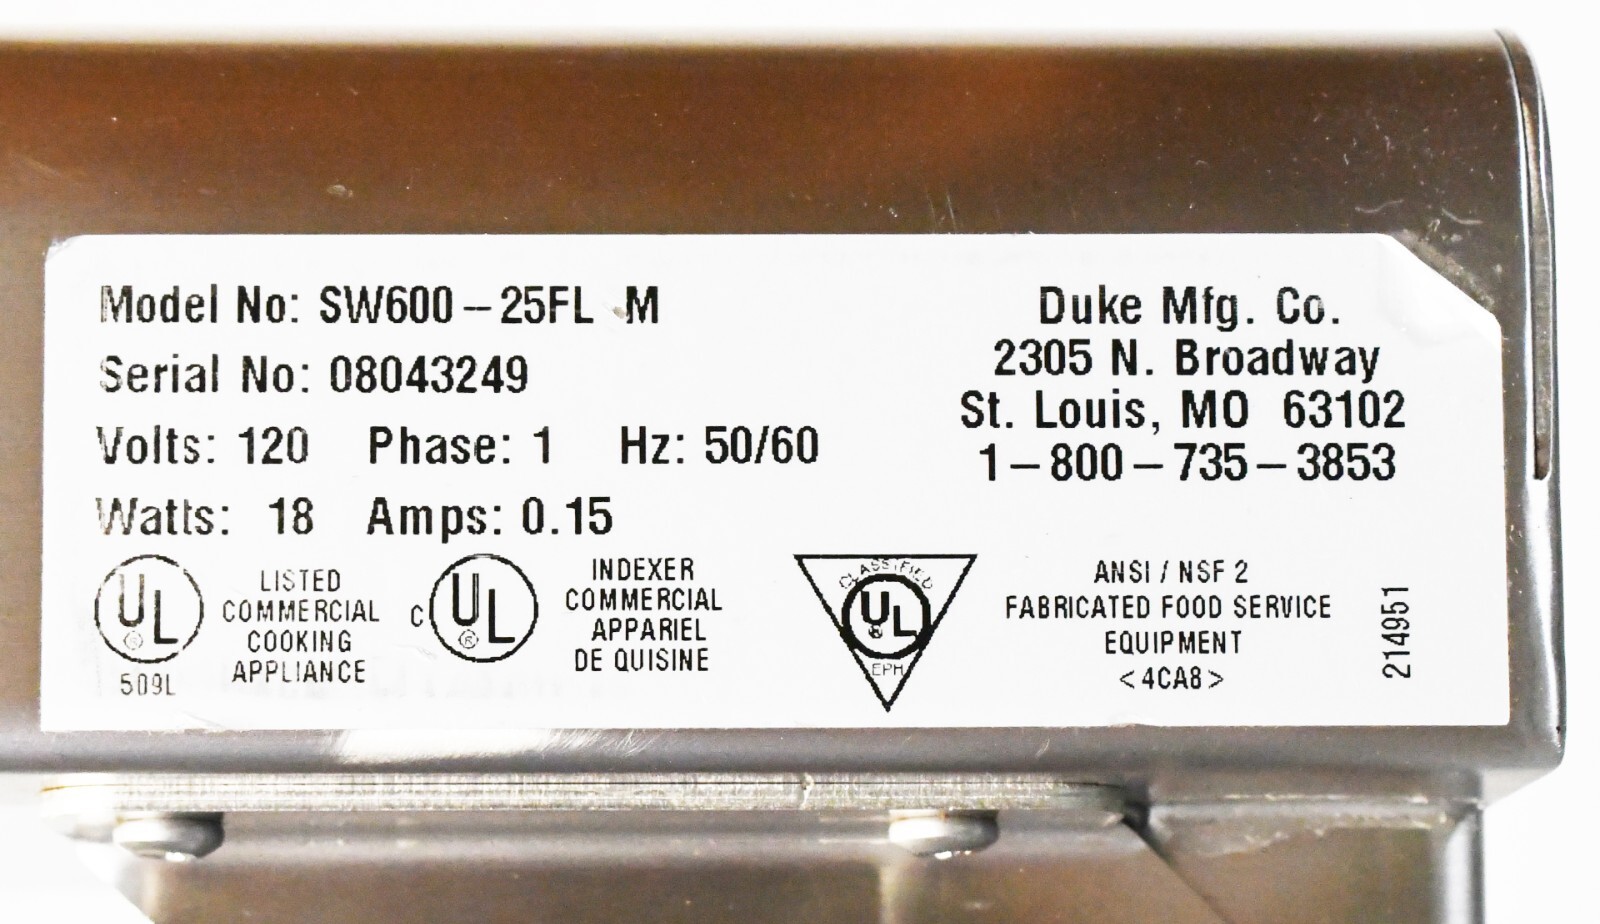 Model No: SW600-25FL M
Serial No: 08043249
Volts: 120 Phase: 1 Hz: 50/60
Watts: 18 Amps: 0.15
Duke Mfg. Co.
2305 N. Broadway
St. Louis, MO 63102
1-800-735-3853
UL
®
509L
LISTED
COMMERCIAL
COOKING
APPLIANCE
C UL
®
INDEXER
COMMERCIAL
APPARIEL
DE QUISINE
CLASSIFIED
UL
®
EPH
ANSI / NSF 2
FABRICATED FOOD SERVICE
EQUIPMENT
<4CA8>
214951